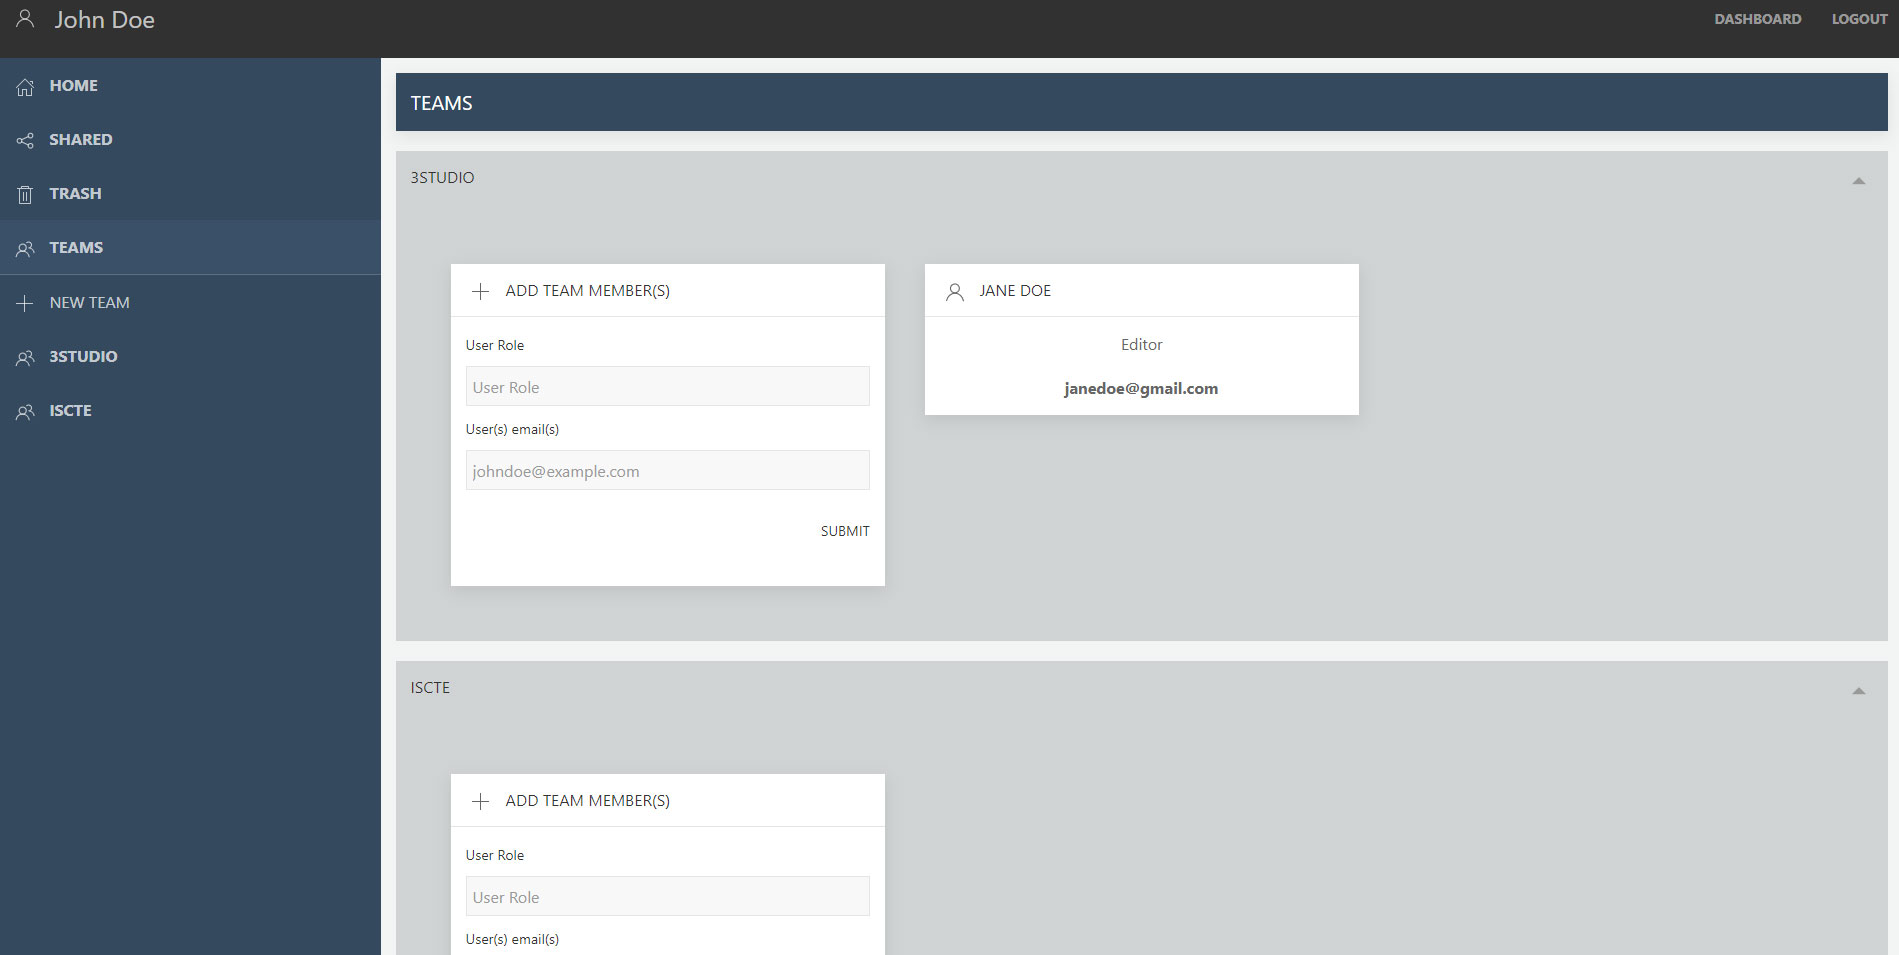 John Doe
DASHBOARD
LOGOUT
HOME
SHARED
TRASH
TEAMS
NEW TEAM
3STUDIO
ISCTE
TEAMS
3STUDIO
ADD TEAM MEMBER(S)
User Role
User Role
User(s) email(s)
johndoe@example.com
SUBMIT
JANE DOE
Editor
janedoe@gmail.com
ISCTE
ADD TEAM MEMBER(S)
User Role
User Role
User(s) email(s)